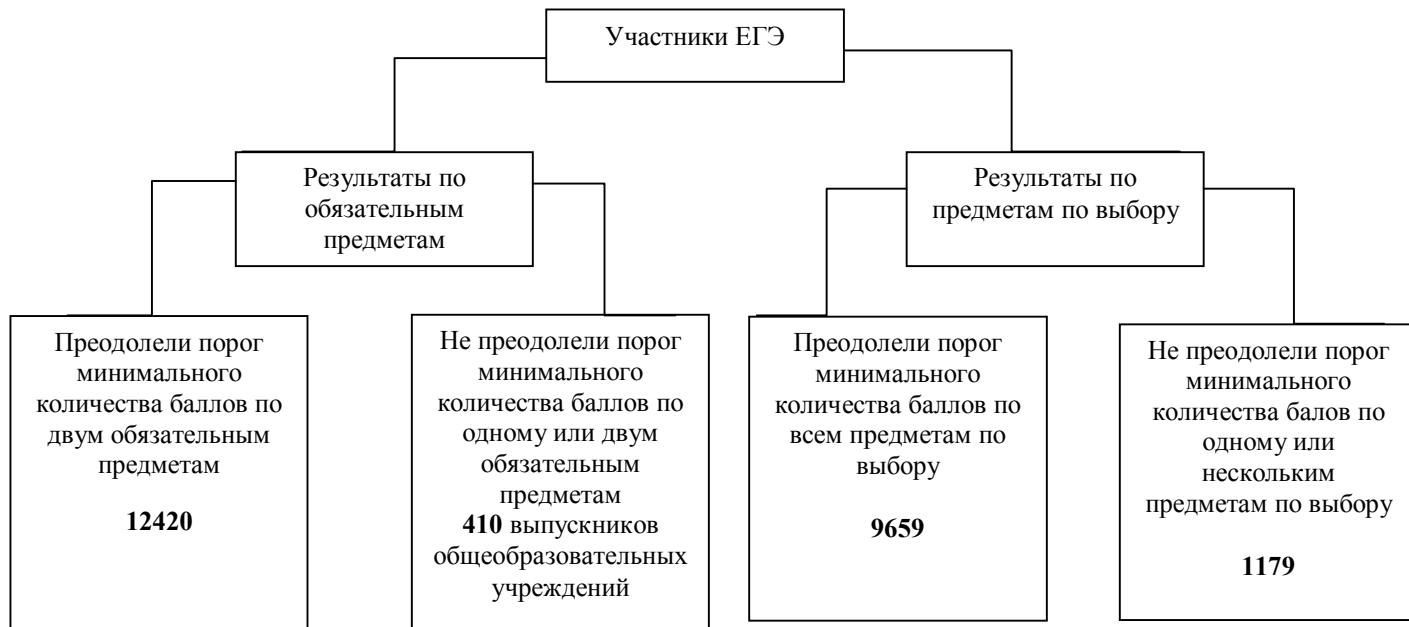 Участники ЕГЭ
Результаты по
обязательным
предметам
Результаты по
предметам по выбору
Преодолели порог
минимального
количества баллов по
двум обязательным
предметам
12420
Не преодолели порог
минимального
количества баллов по
одному или двум
обязательным
предметам
410 выпускников
общеобразовательных
учреждений
Преодолели порог
минимального
количества баллов по
всем предметам по
выбору
9659
Не преодолели порог
минимального
количества балов по
одному или
нескольким
предметам по выбору
1179